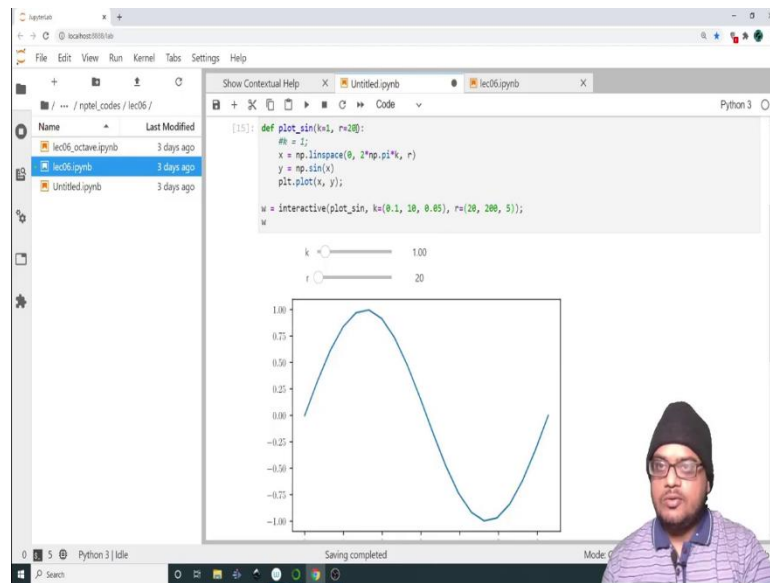 JupyterLab
localhost:8888/lab
File Edit View Run Kernel Tabs Settings Help
Show Contextual Help Untitled.ipynb lec06.ipynb
/ ... / nptel_codes / lec06 /
Code
Python 3
Name Last Modified
lec06_octave.ipynb 3 days ago
lec06.ipynb 3 days ago
Untitled.ipynb 3 days ago
[15]: def plot_sin(k=1, r=20):
#k = 1;
x = np.linspace(0, 2*np.pi*k, r)
y = np.sin(x)
plt.plot(x, y);
w = interactive(plot_sin, k=(0.1, 10, 0.05), r=(20, 200, 5));
w
k 1.00
r 20
1.00
0.75
0.50
0.25
0.00
−0.25
−0.50
−0.75
−1.00
0 5 Python 3 | Idle Saving completed Mode:
Search